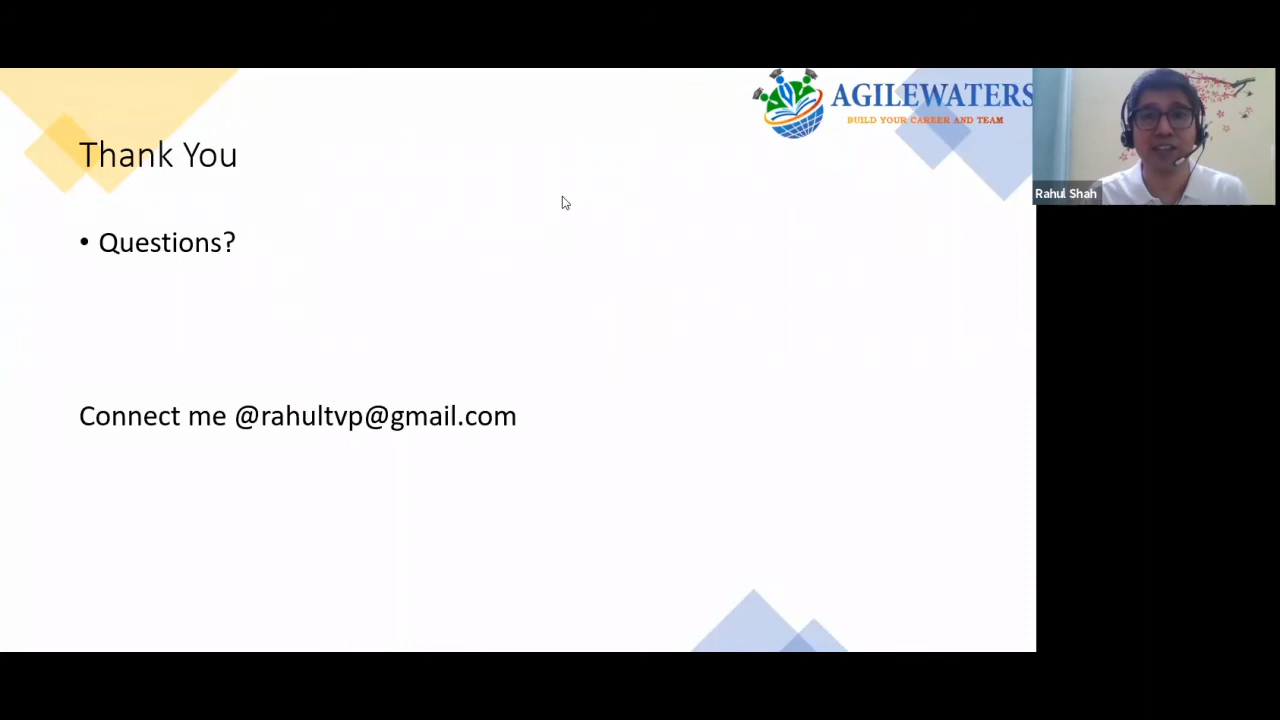 AGILEWATERS
BUILD YOUR CAREER AND TEAM
Thank You
Rahul Shah
• Questions?
Connect me @rahultvp@gmail.com